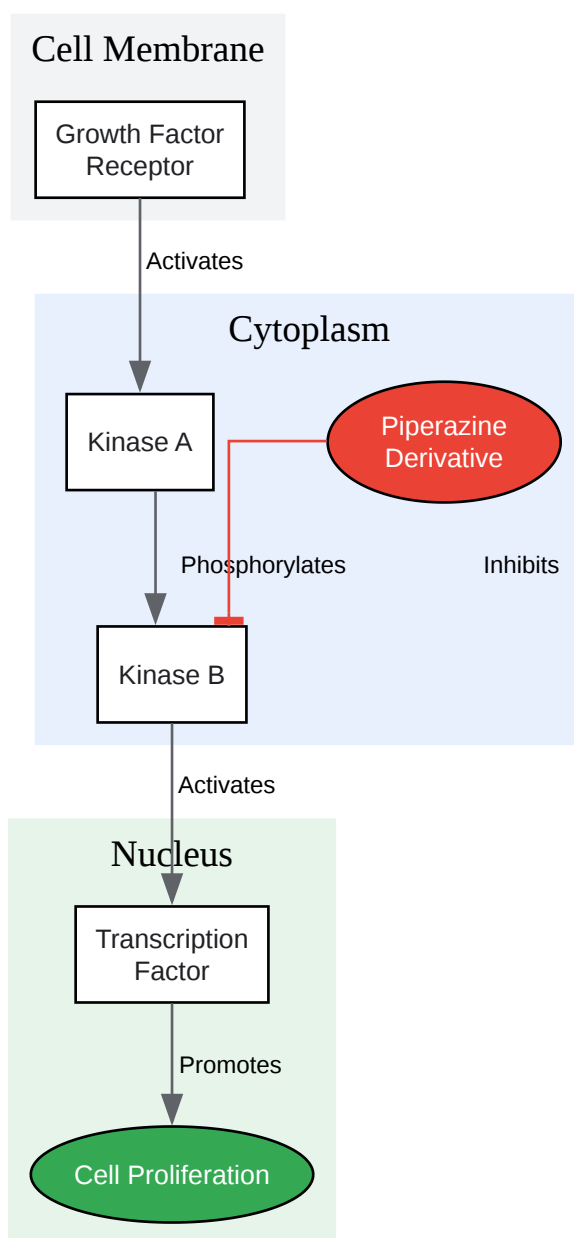 Cell Membrane
Growth Factor
Receptor
Activates
Cytoplasm
Kinase A
Piperazine
Derivative
Phosphorylates
Inhibits
Kinase B
Activates
Nucleus
Transcription
Factor
Promotes
Cell Proliferation